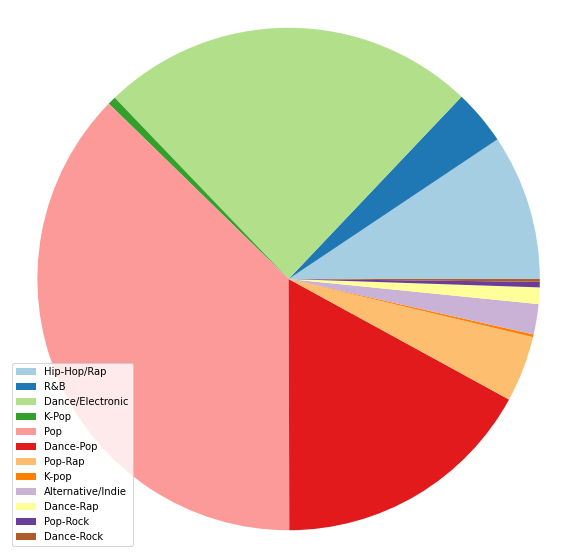 Hip-Hop/Rap
R&B
Dance/Electronic
K-Pop
Pop
Dance-Pop
Pop-Rap
K-pop
Alternative/Indie
Dance-Rap
Pop-Rock
Dance-Rock